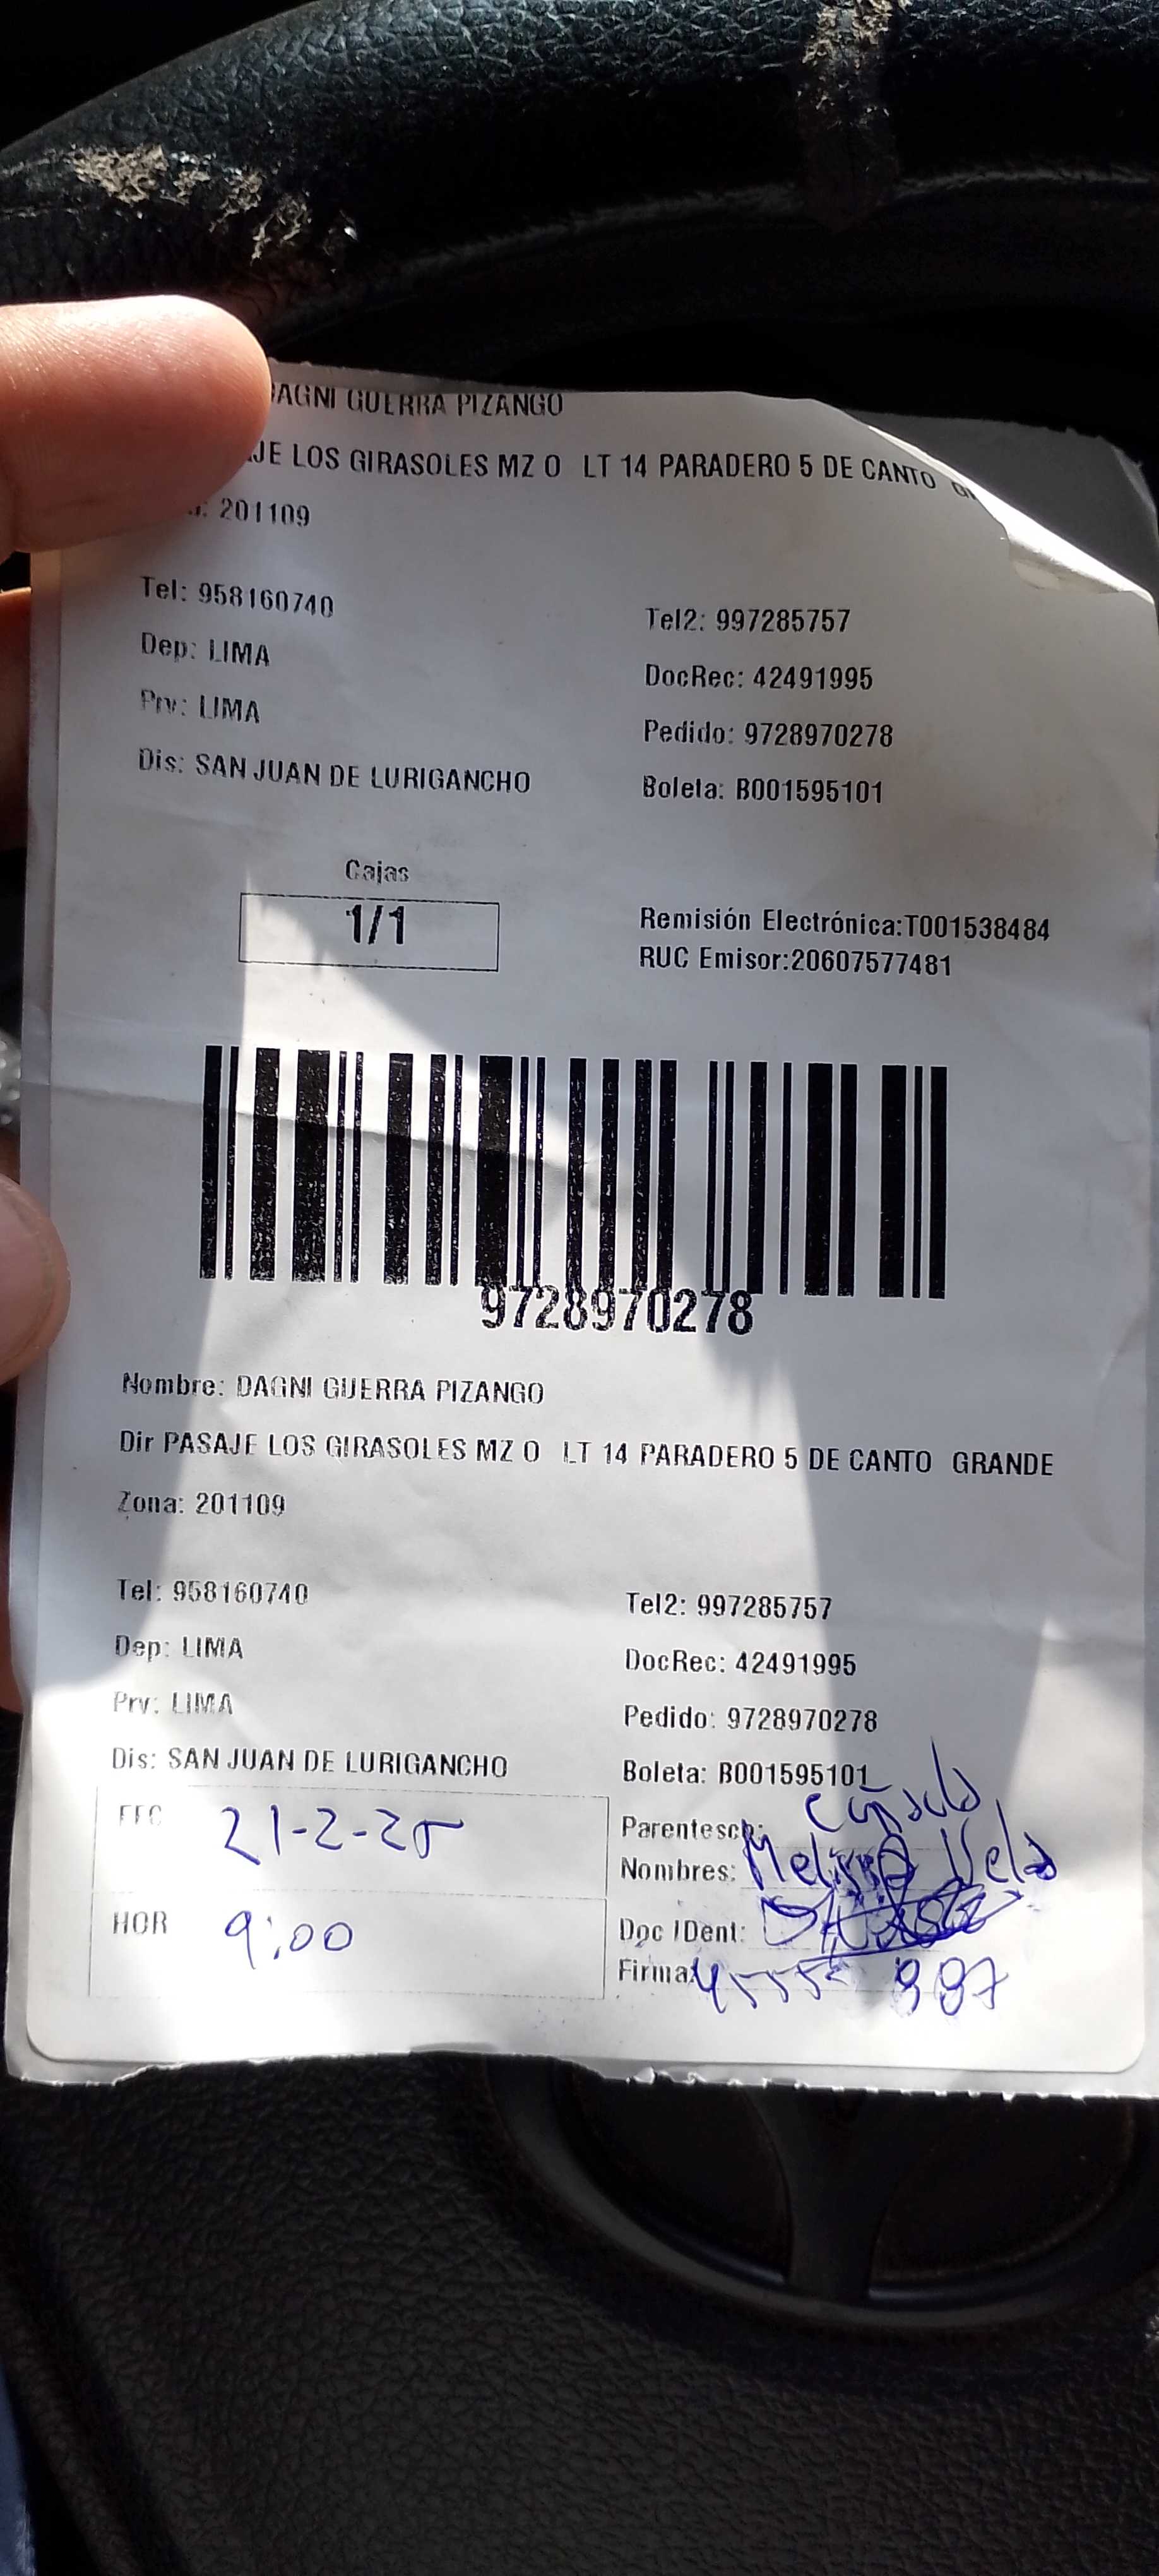 DAGNI GUERRA PIZANGO
LOS GIRASOLES MZ O LT 14 PARADERO 5 DE CANTO
201109
Tel: 958160740 Tel2: 997285757
Dep: LIMA DocRec: 42491995
Prv: LIMA Pedido: 9728970278
Dis: SAN JUAN DE LURIGANCHO Boleta: B001595101
Cajas
1/1
Remisión Electrónica:T001538484
RUC Emisor:20607577481
9728970278
Nombre: DAGNI GUERRA PIZANGO
Dir PASAJE LOS GIRASOLES MZ O LT 14 PARADERO 5 DE CANTO GRANDE
Zona: 201109
Tel: 958160740 Tel2: 997285757
Dep: LIMA DocRec: 42491995
Prv: LIMA Pedido: 9728970278
Dis: SAN JUAN DE LURIGANCHO Boleta: B001595101
FEC 21-2-25 Parentesco: Cuñada
HOR 9:00 Nombres: Melissa Vela
Doc IDent:
Firma: